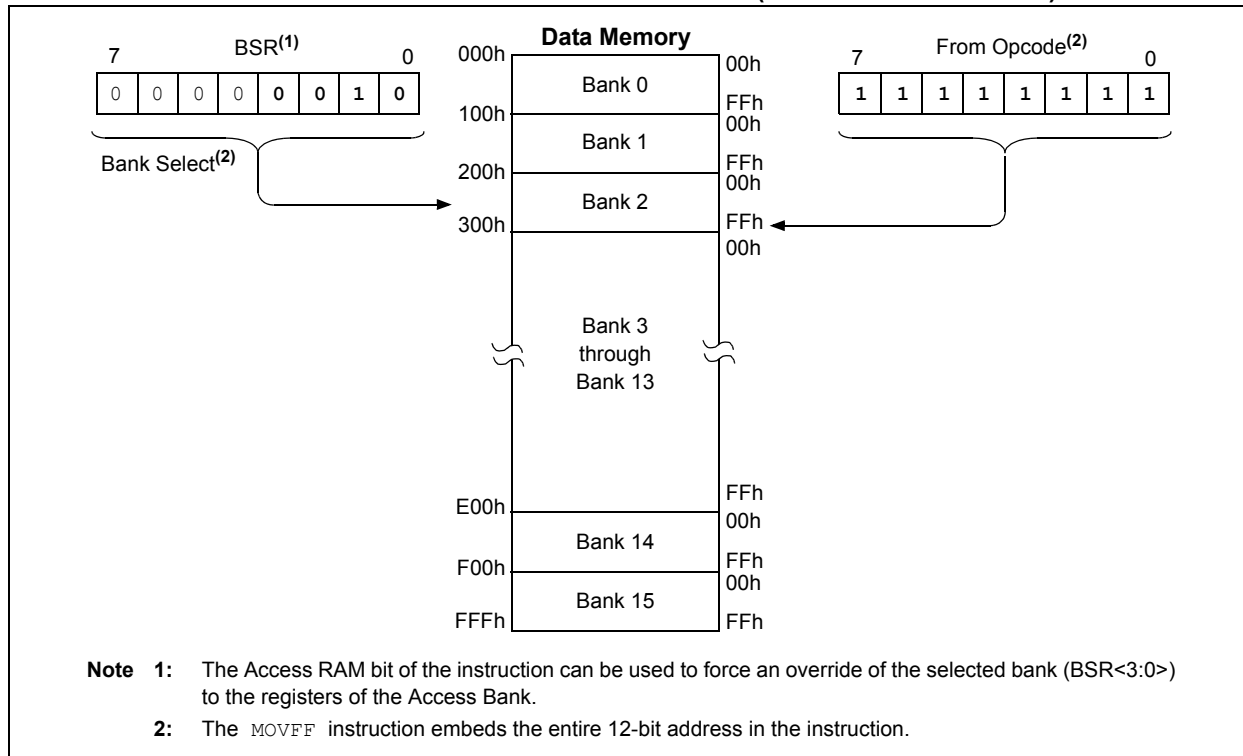 7 BSR(1) 0
0 0 0 0 0 0 1 0
Bank Select(2)
Data Memory
000h
Bank 0
00h
FFh
100h
Bank 1
00h
FFh
200h
Bank 2
00h
FFh
300h
00h
Bank 3
through
Bank 13
FFh
E00h
Bank 14
00h
FFh
F00h
Bank 15
00h
FFFh
FFh
7 From Opcode(2) 0
1 1 1 1 1 1 1 1
Note 1: The Access RAM bit of the instruction can be used to force an override of the selected bank (BSR<3:0>)
to the registers of the Access Bank.
2: The MOVFF instruction embeds the entire 12-bit address in the instruction.